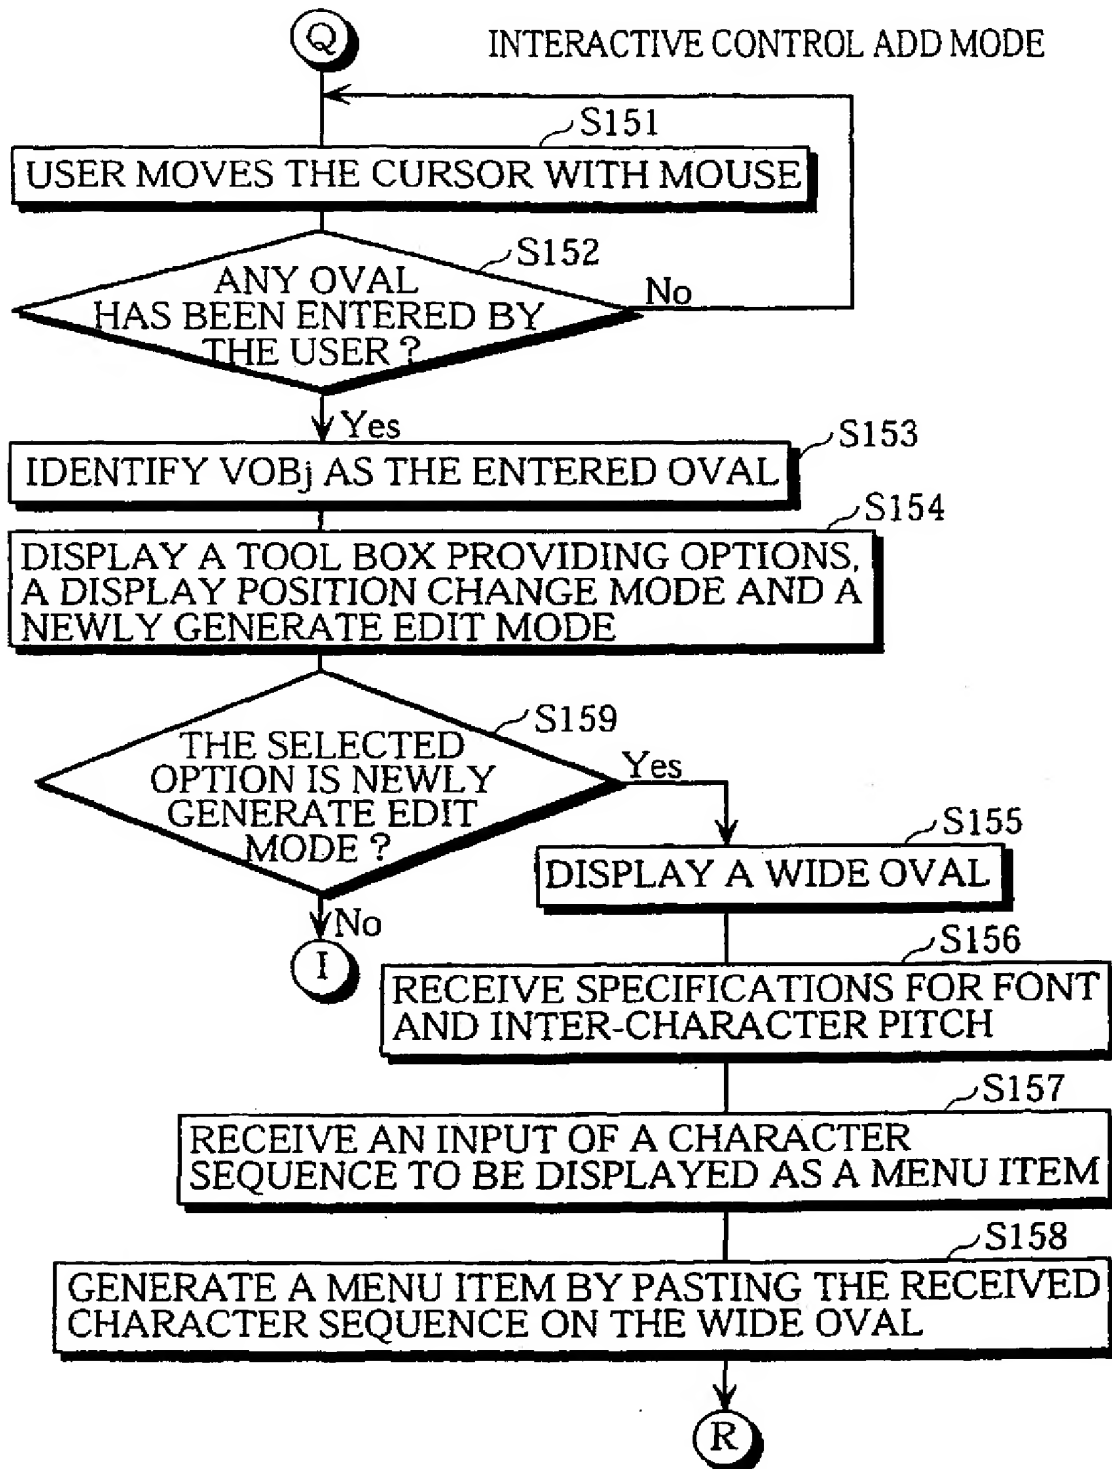 Q
INTERACTIVE CONTROL ADD MODE
S151
USER MOVES THE CURSOR WITH MOUSE
S152
ANY OVAL
HAS BEEN ENTERED BY
THE USER ?
No
Yes
S153
IDENTIFY VOBj AS THE ENTERED OVAL
S154
DISPLAY A TOOL BOX PROVIDING OPTIONS,
A DISPLAY POSITION CHANGE MODE AND A
NEWLY GENERATE EDIT MODE
S159
THE SELECTED
OPTION IS NEWLY
GENERATE EDIT
MODE ?
Yes
No
I
S155
DISPLAY A WIDE OVAL
S156
RECEIVE SPECIFICATIONS FOR FONT
AND INTER-CHARACTER PITCH
S157
RECEIVE AN INPUT OF A CHARACTER
SEQUENCE TO BE DISPLAYED AS A MENU ITEM
S158
GENERATE A MENU ITEM BY PASTING THE RECEIVED
CHARACTER SEQUENCE ON THE WIDE OVAL
R